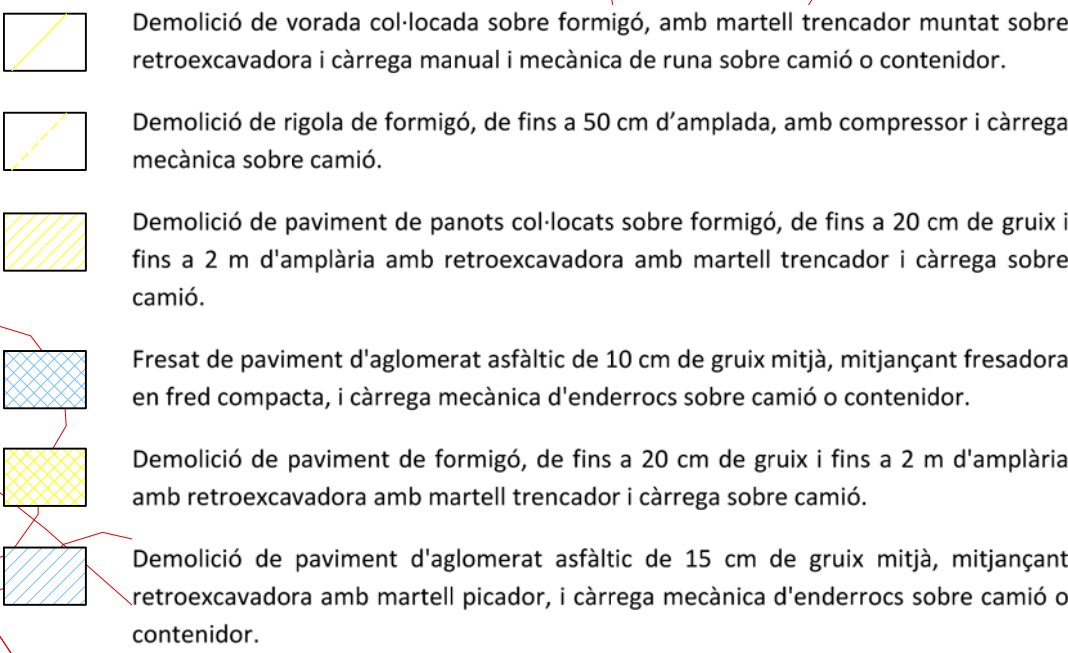 Demolició de vorada col·locada sobre formigó, amb martell trencador muntat sobre
retroexcavadora i càrrega manual i mecànica de runa sobre camió o contenidor.
Demolició de rigola de formigó, de fins a 50 cm d’amplada, amb compressor i càrrega
mecànica sobre camió.
Demolició de paviment de panots col·locats sobre formigó, de fins a 20 cm de gruix i
fins a 2 m d'amplària amb retroexcavadora amb martell trencador i càrrega sobre
camió.
Fresat de paviment d'aglomerat asfàltic de 10 cm de gruix mitjà, mitjançant fresadora
en fred compacta, i càrrega mecànica d'enderrocs sobre camió o contenidor.
Demolició de paviment de formigó, de fins a 20 cm de gruix i fins a 2 m d'amplària
amb retroexcavadora amb martell trencador i càrrega sobre camió.
Demolició de paviment d'aglomerat asfàltic de 15 cm de gruix mitjà, mitjançant
retroexcavadora amb martell picador, i càrrega mecànica d'enderrocs sobre camió o
contenidor.